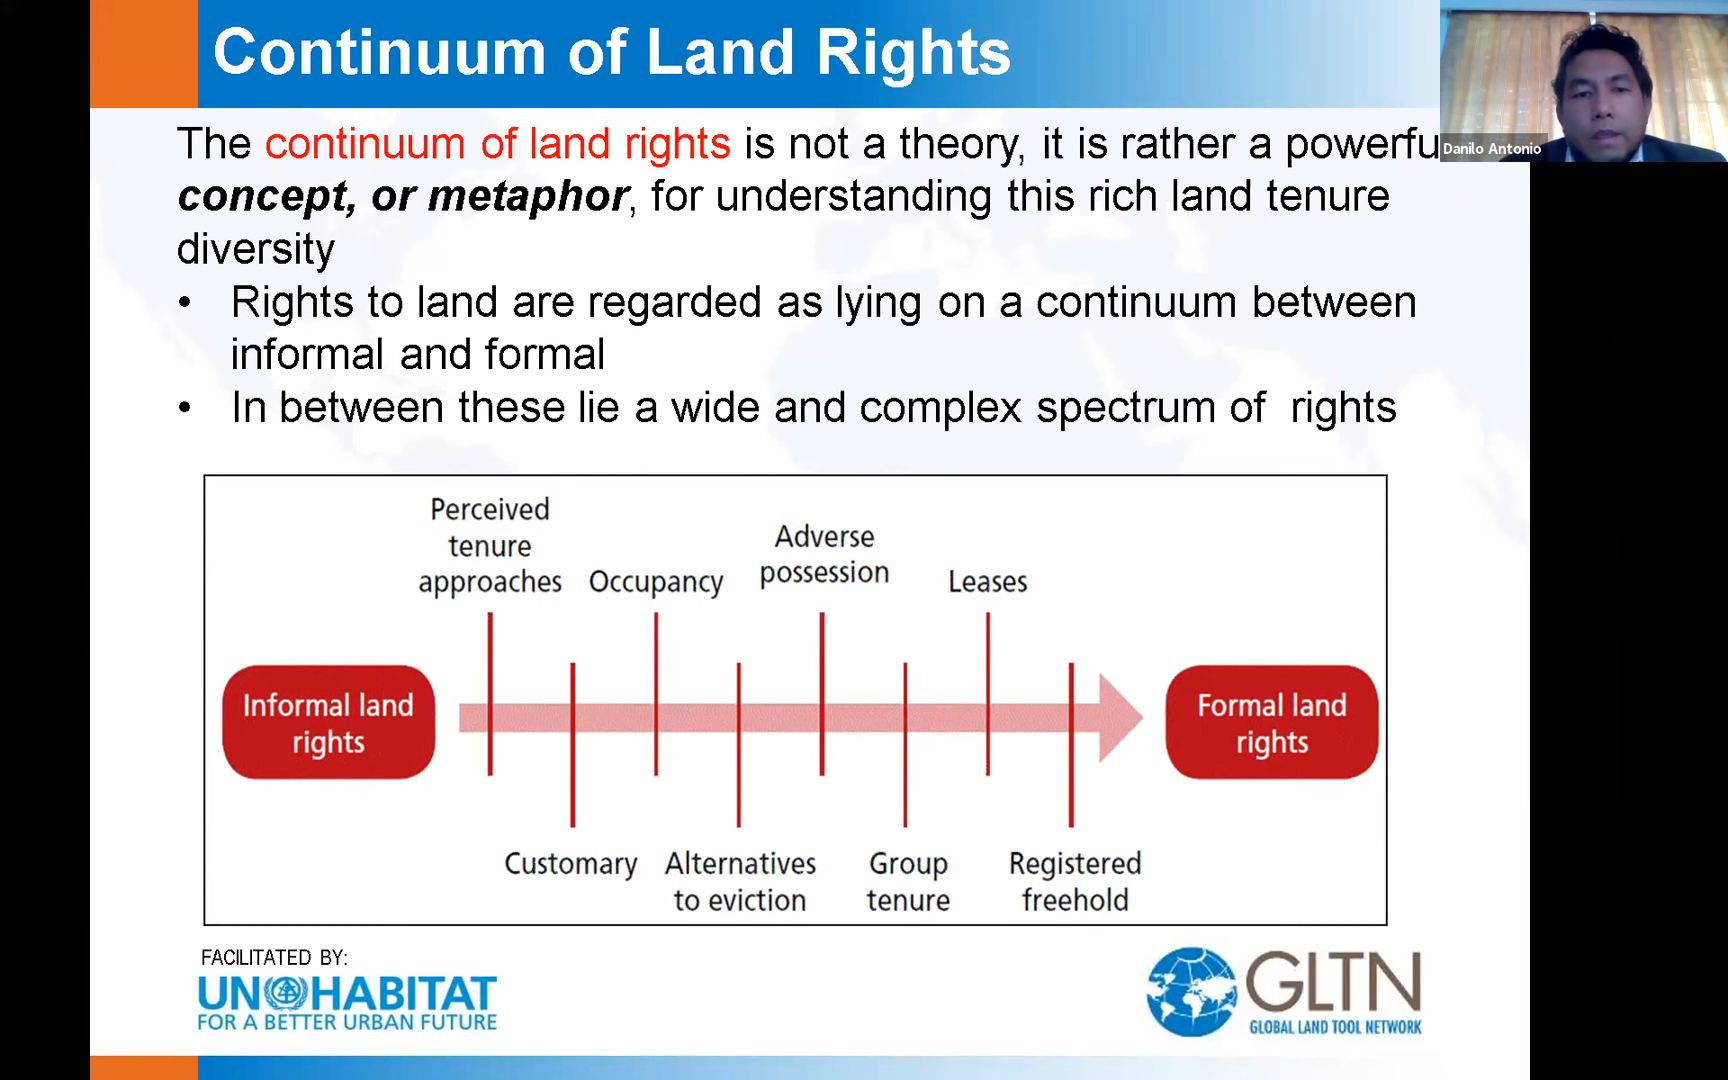 Continuum of Land Rights
Danilo Antonio
The continuum of land rights is not a theory, it is rather a powerfu
concept, or metaphor, for understanding this rich land tenure
diversity
• Rights to land are regarded as lying on a continuum between
informal and formal
• In between these lie a wide and complex spectrum of rights
Perceived
tenure
approaches
Occupancy
Adverse
possession
Leases
Informal land
rights
Formal land
rights
Customary
Alternatives
to eviction
Group
tenure
Registered
freehold
FACILITATED BY:
UN HABITAT
FOR A BETTER URBAN FUTURE
GLTN
GLOBAL LAND TOOL NETWORK